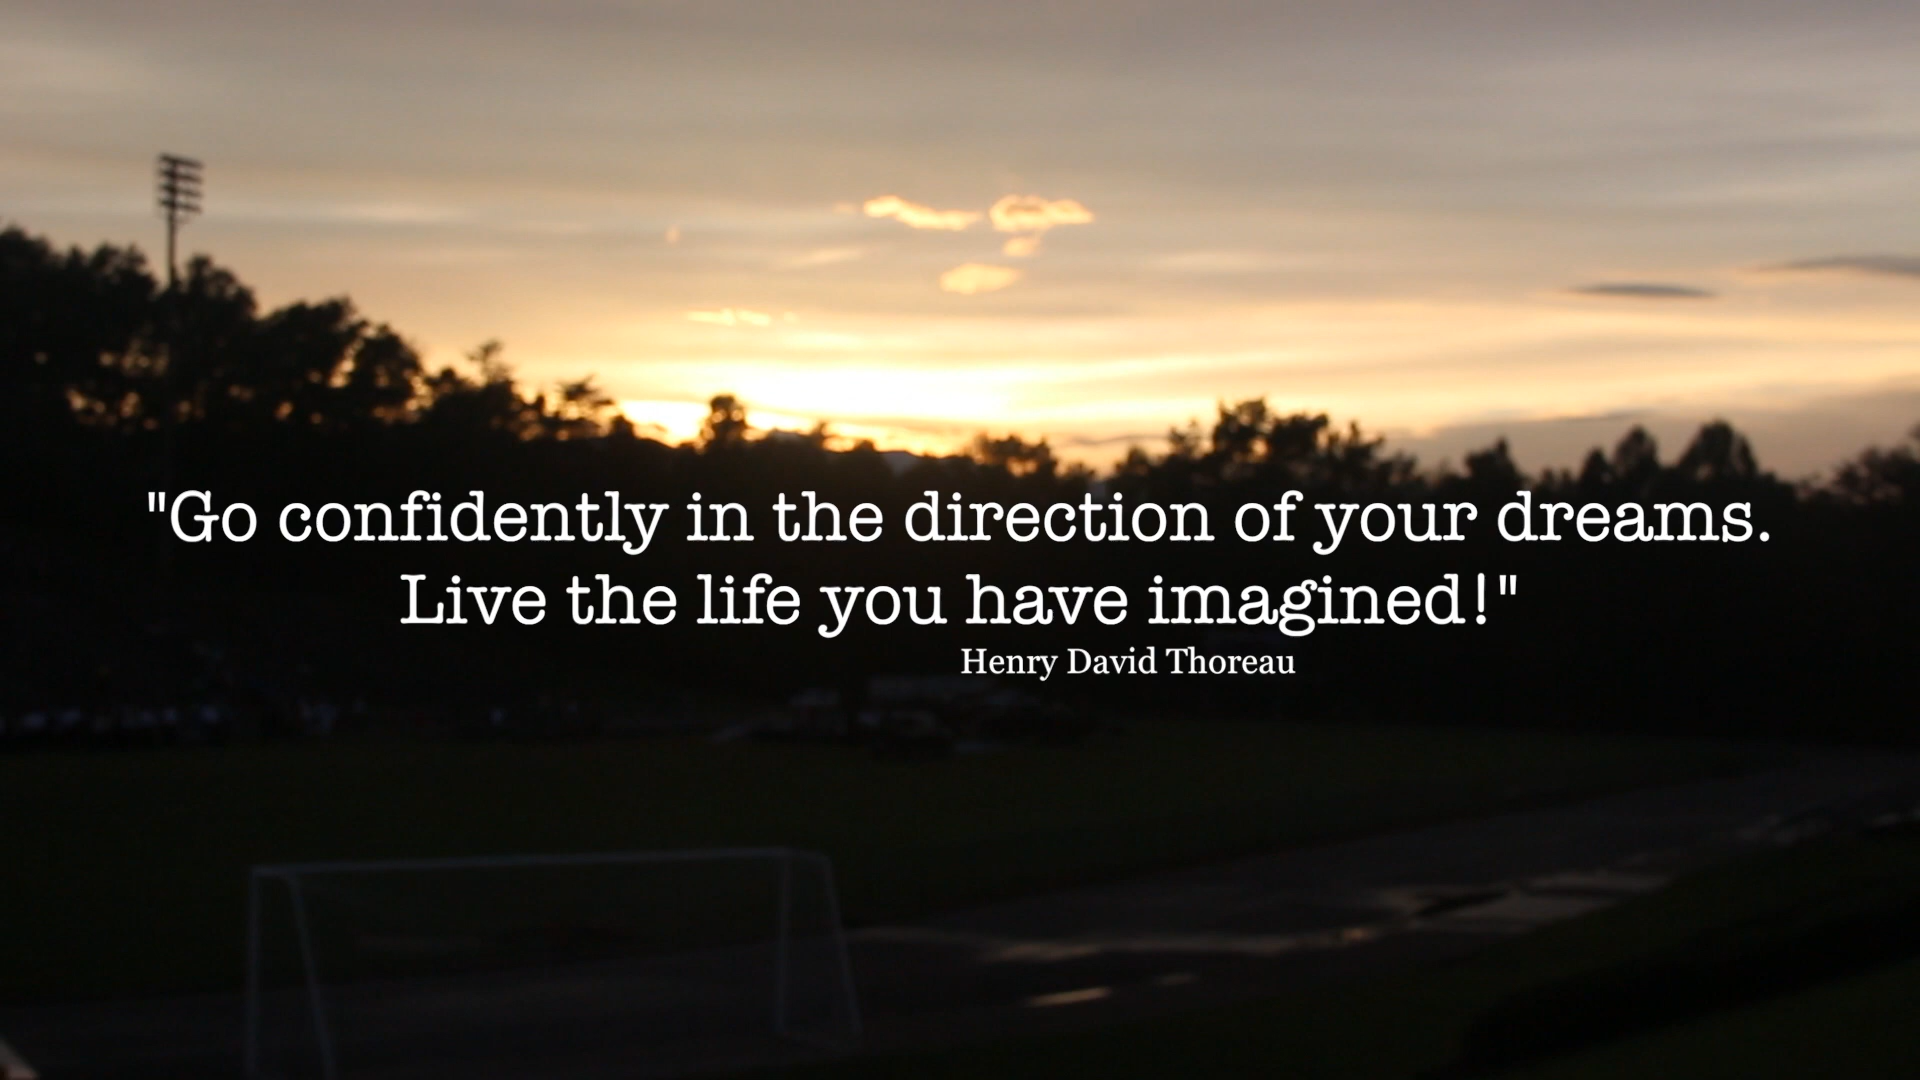 "Go confidently in the direction of your dreams.
Live the life you have imagined!"
Henry David Thoreau